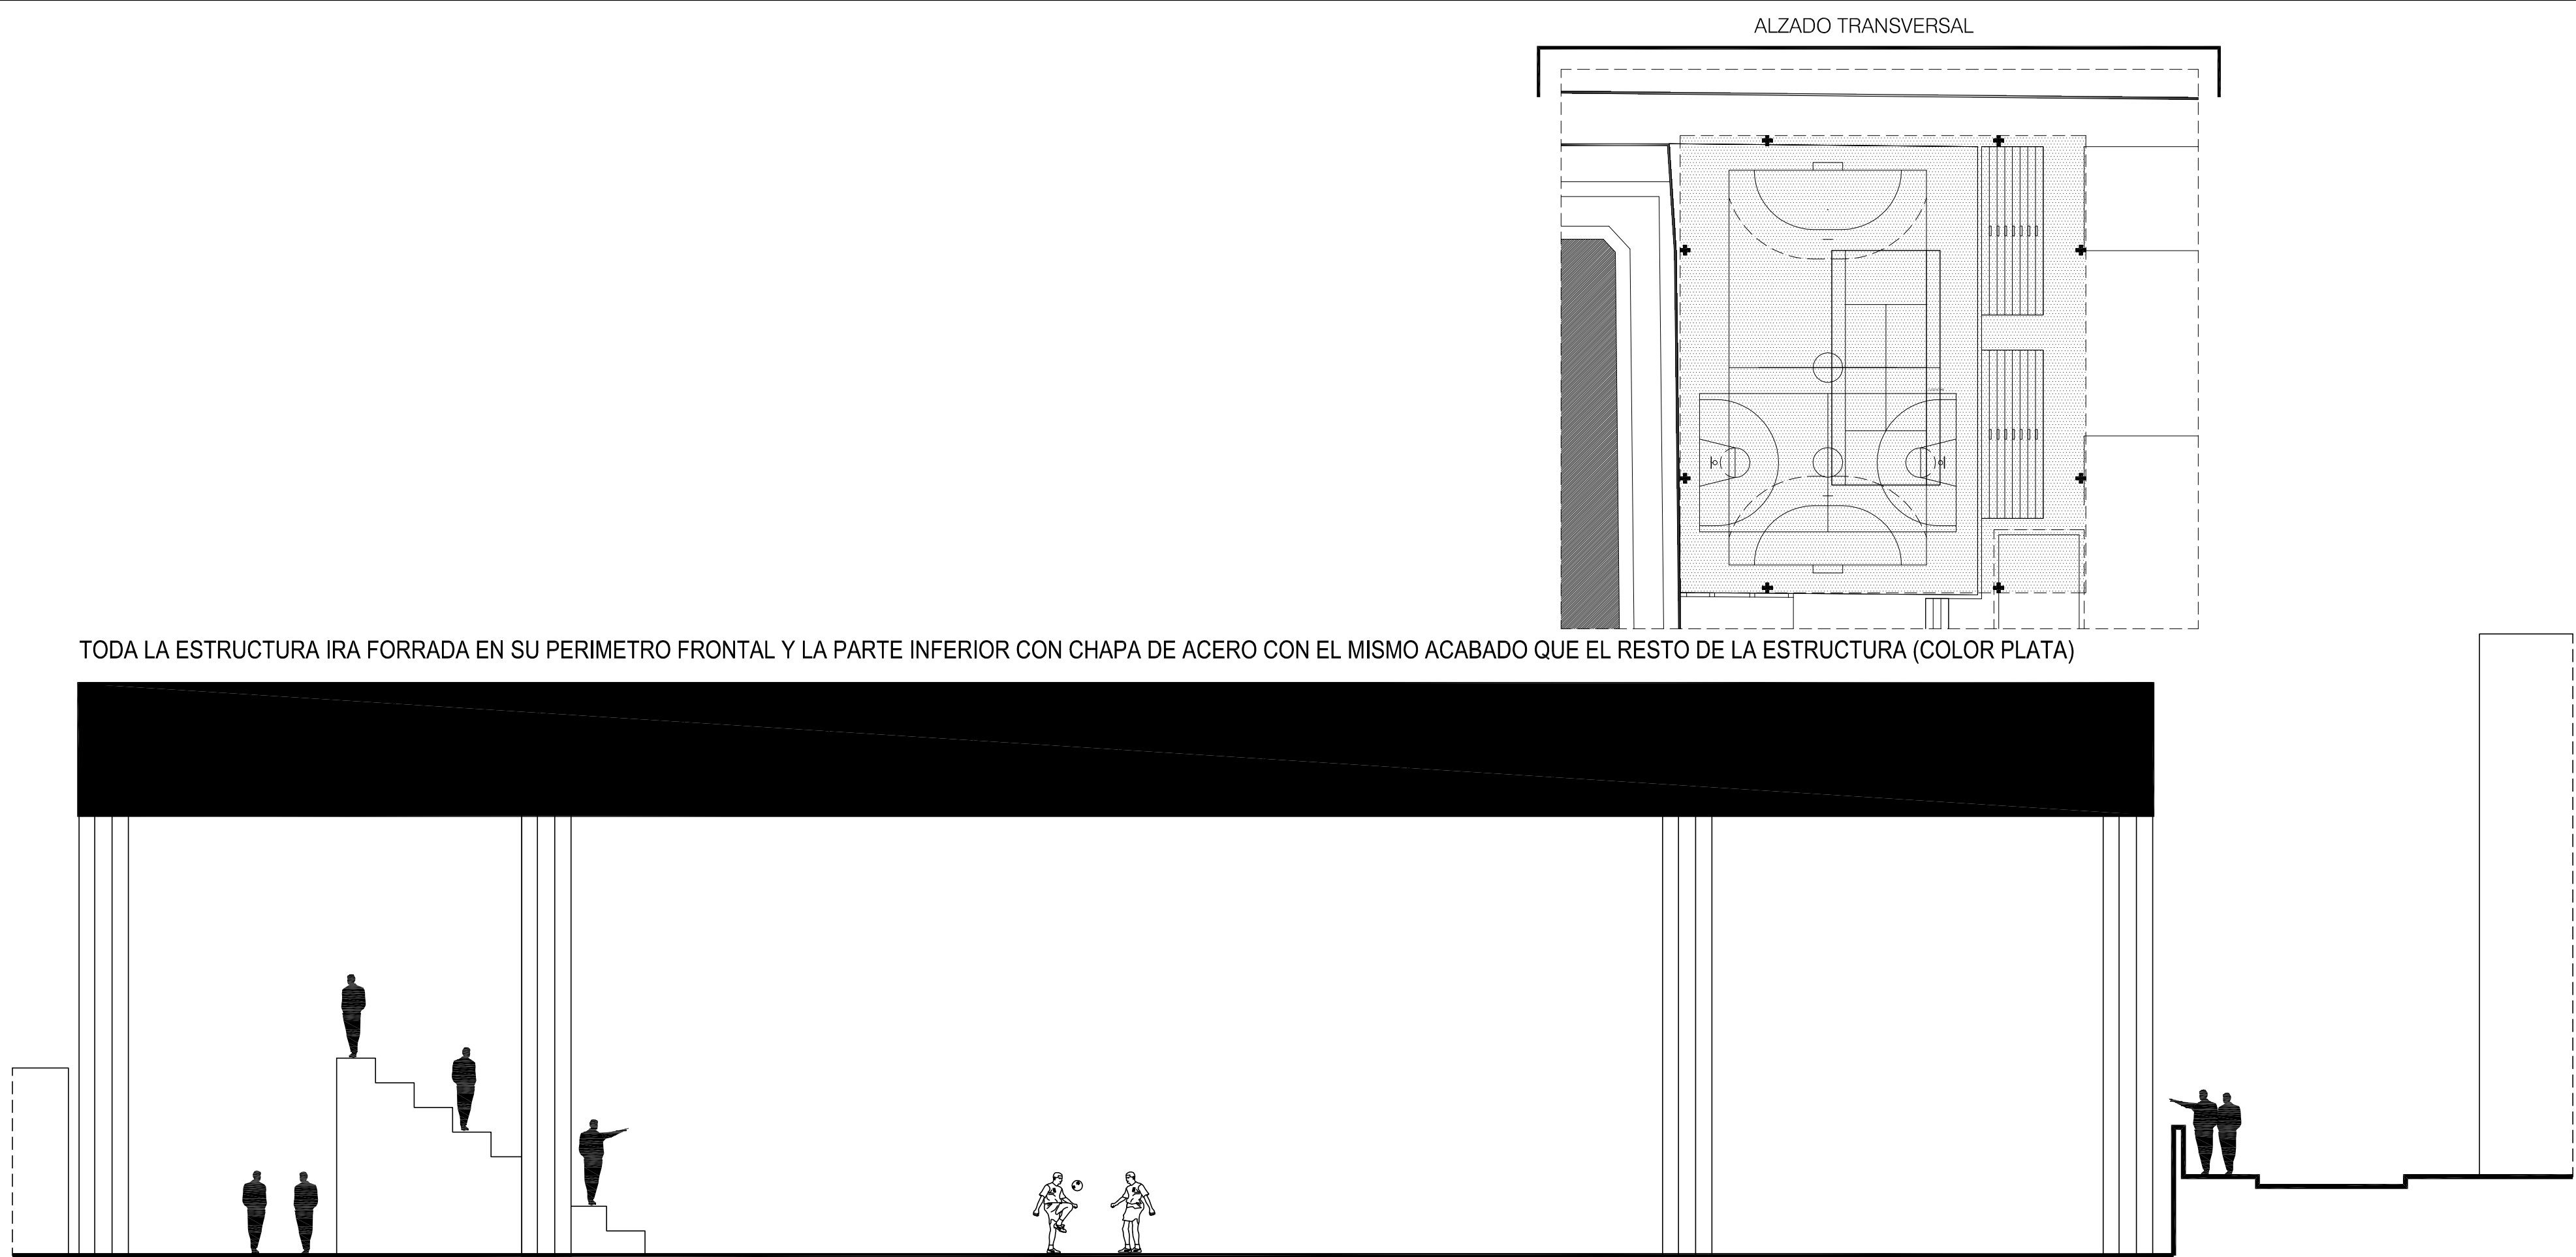 ALZADO TRANSVERSAL
TODA LA ESTRUCTURA IRA FORRADA EN SU PERIMETRO FRONTAL Y LA PARTE INFERIOR CON CHAPA DE ACERO CON EL MISMO ACABADO QUE EL RESTO DE LA ESTRUCTURA (COLOR PLATA)